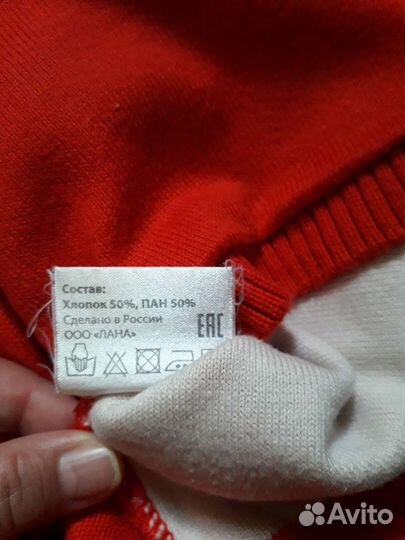 Состав:
Хлопок 50%, ПАН 50%
Сделано в России
ООО «ЛАНА»
EAC
Avito